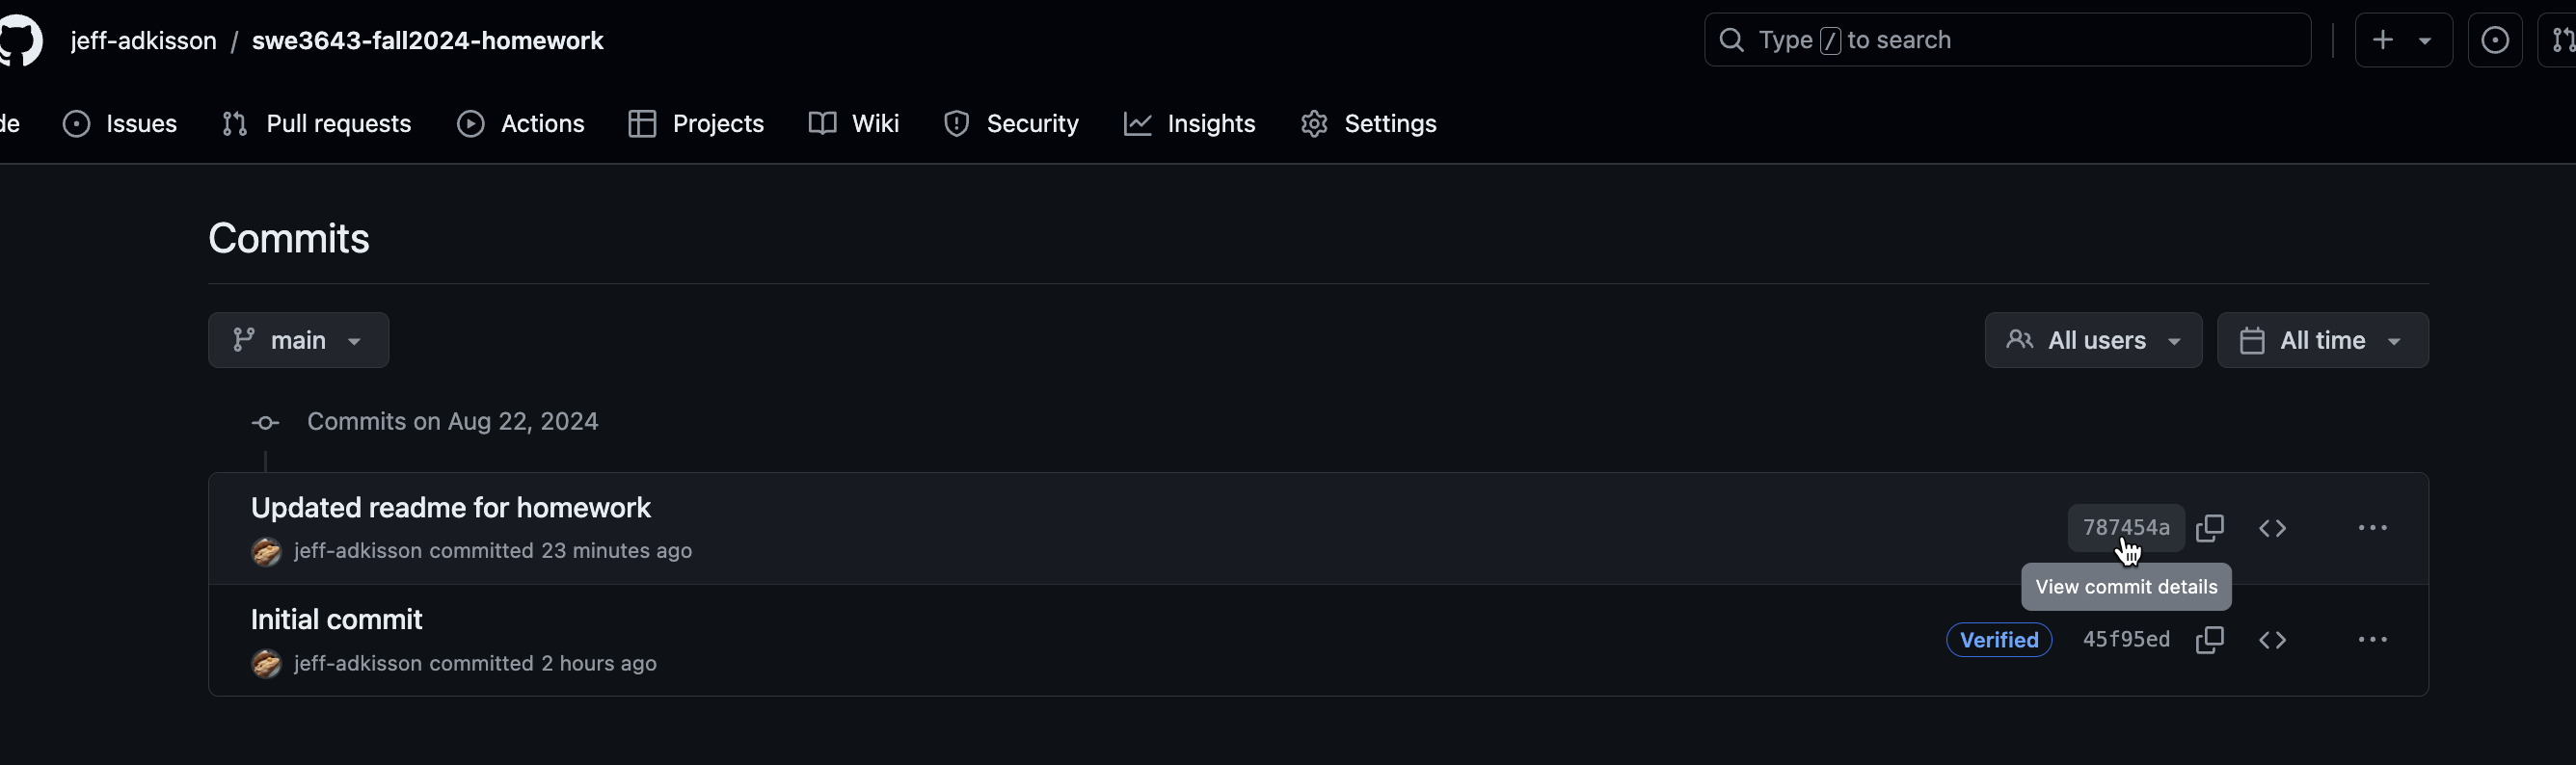 jeff-adkisson / swe3643-fall2024-homework
Type / to search
de Issues Pull requests Actions Projects Wiki Security Insights Settings
Commits
main
All users
All time
Commits on Aug 22, 2024
Updated readme for homework
787454a
jeff-adkisson committed 23 minutes ago
View commit details
Initial commit
Verified 45f95ed
jeff-adkisson committed 2 hours ago